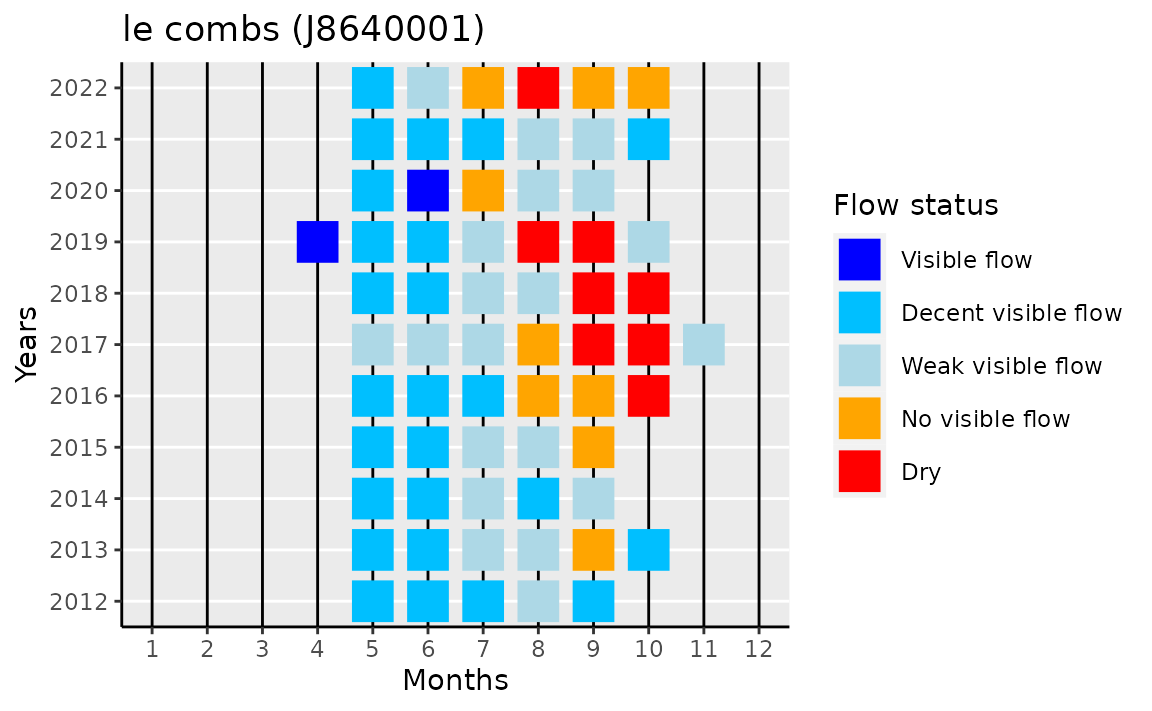 le combs (J8640001)
Years
2022
2021
2020
2019
2018
2017
2016
2015
2014
2013
2012
1 2 3 4 5 6 7 8 9 10 11 12
Months
Flow status
Visible flow
Decent visible flow
Weak visible flow
No visible flow
Dry